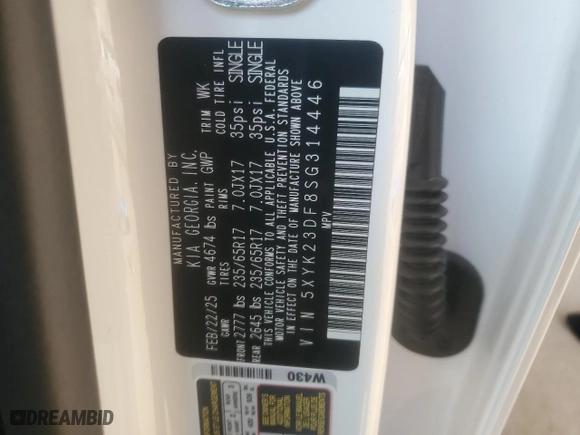 MANUFACTURED BY
KIA GEORGIA, INC.
FEB/22/25 GVWR 4674 lbs PAINT GWP TRIM WK
GAWR TIRES RIMS COLD TIRE INFL
FRONT 2777 lbs 235/65R17 7.0JX17 35psi SINGLE
REAR 2645 lbs 235/65R17 7.0JX17 35psi SINGLE
THIS VEHICLE CONFORMS TO ALL APPLICABLE U.S.A. FEDERAL
MOTOR VEHICLE SAFETY AND THEFT PREVENTION STANDARDS
IN EFFECT ON THE DATE OF MANUFACTURE SHOWN ABOVE
VIN 5XYK23DF8SG314446
MPV
W430
DREAMBID